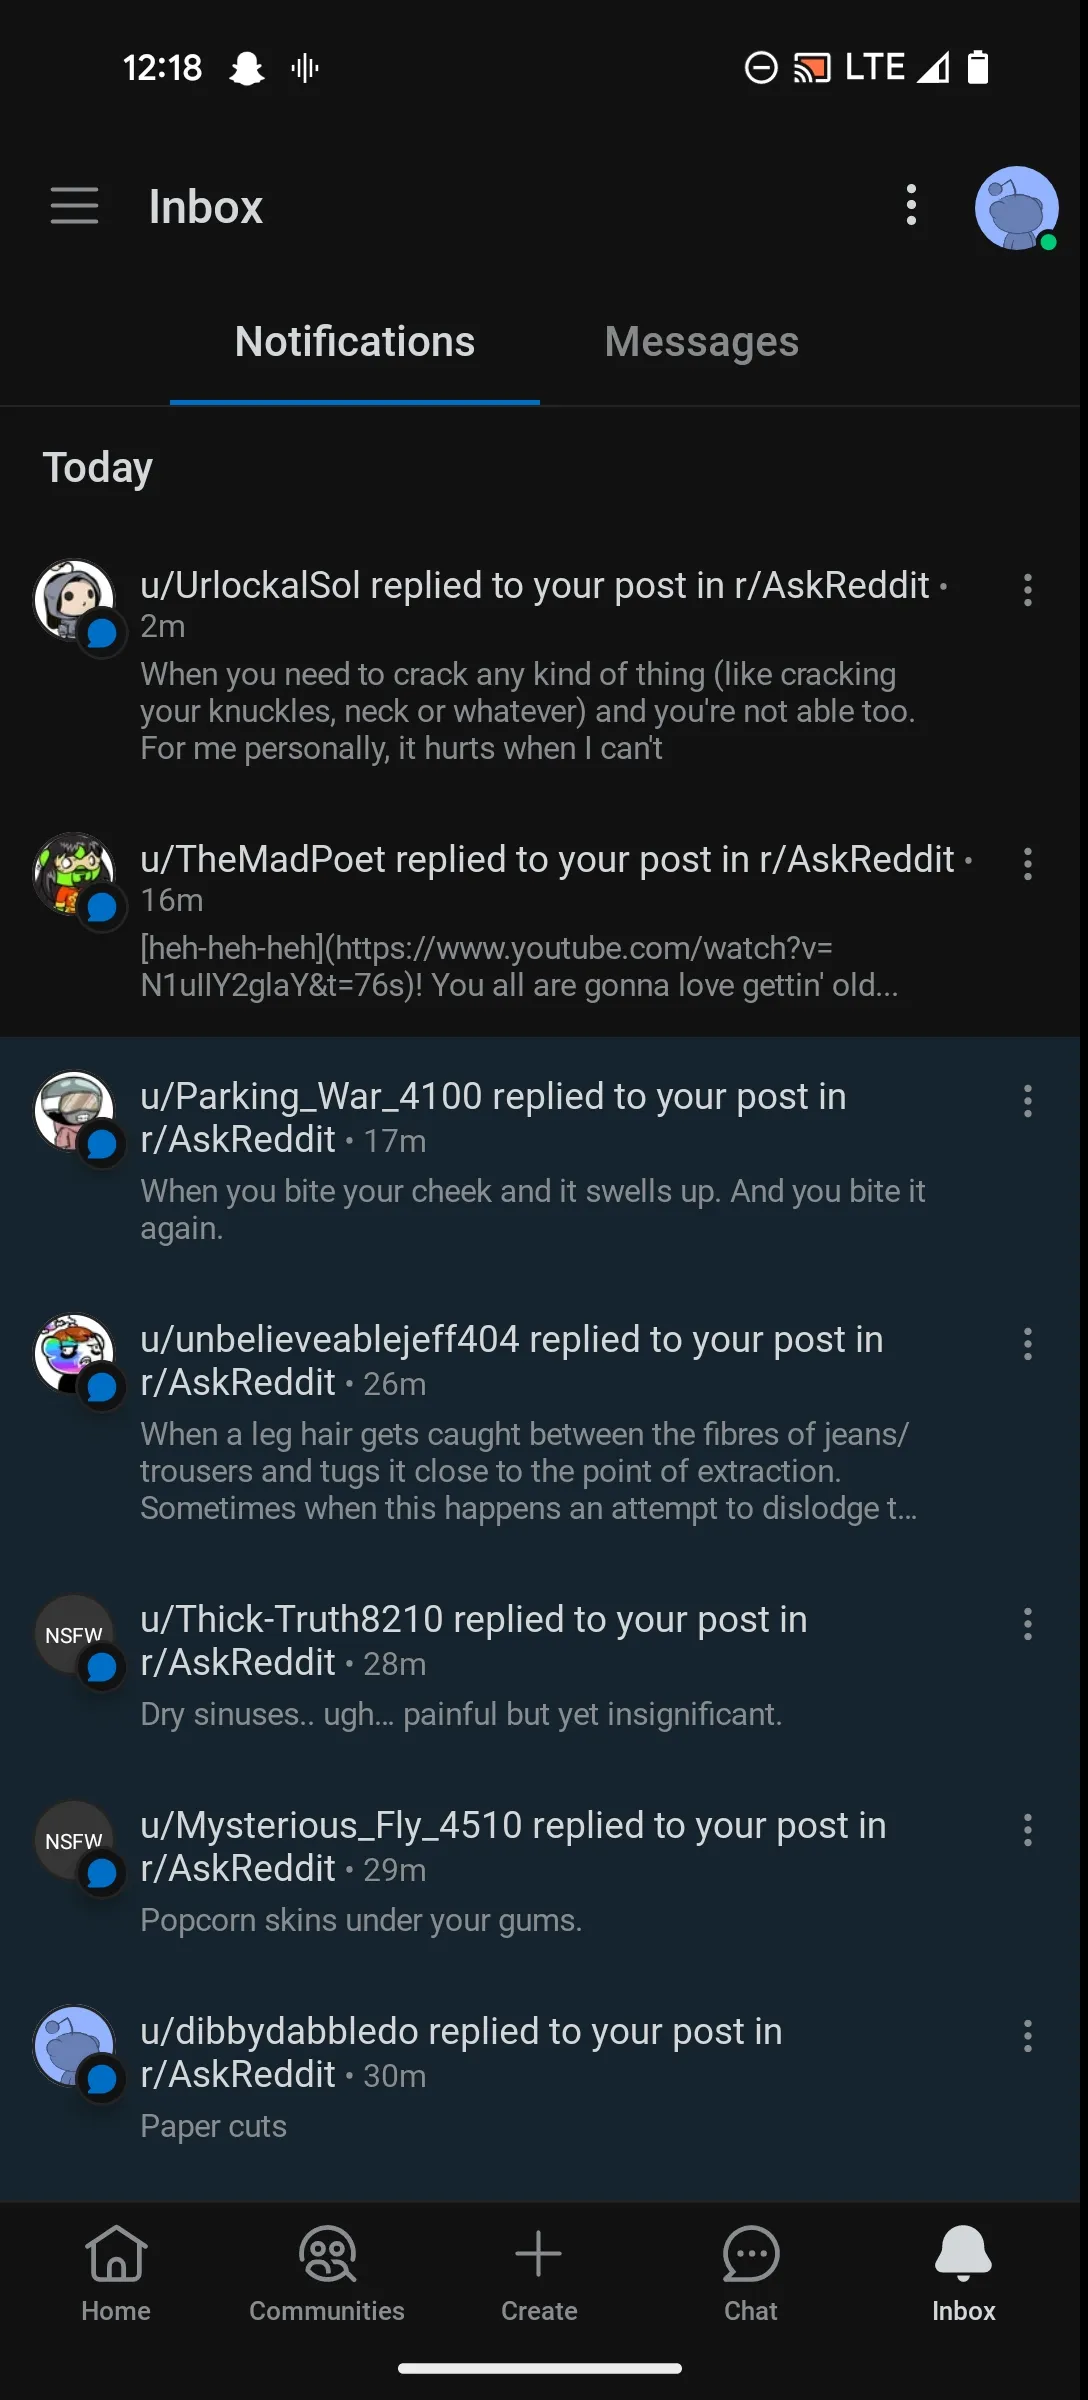 12:18
LTE
Inbox
Notifications
Messages
Today
u/UrlockalSol replied to your post in r/AskReddit •
2m
When you need to crack any kind of thing (like cracking
your knuckles, neck or whatever) and you're not able too.
For me personally, it hurts when I can't
u/TheMadPoet replied to your post in r/AskReddit •
16m
[heh-heh-heh](https://www.youtube.com/watch?v=
N1uIIY2glaY&t=76s)! You all are gonna love gettin' old...
u/Parking_War_4100 replied to your post in
r/AskReddit • 17m
When you bite your cheek and it swells up. And you bite it
again.
u/unbelieveablejeff404 replied to your post in
r/AskReddit • 26m
When a leg hair gets caught between the fibres of jeans/
trousers and tugs it close to the point of extraction.
Sometimes when this happens an attempt to dislodge t...
NSFW
u/Thick-Truth8210 replied to your post in
r/AskReddit • 28m
Dry sinuses.. ugh... painful but yet insignificant.
NSFW
u/Mysterious_Fly_4510 replied to your post in
r/AskReddit • 29m
Popcorn skins under your gums.
u/dibbydabbledo replied to your post in
r/AskReddit • 30m
Paper cuts
Home
Communities
Create
Chat
Inbox